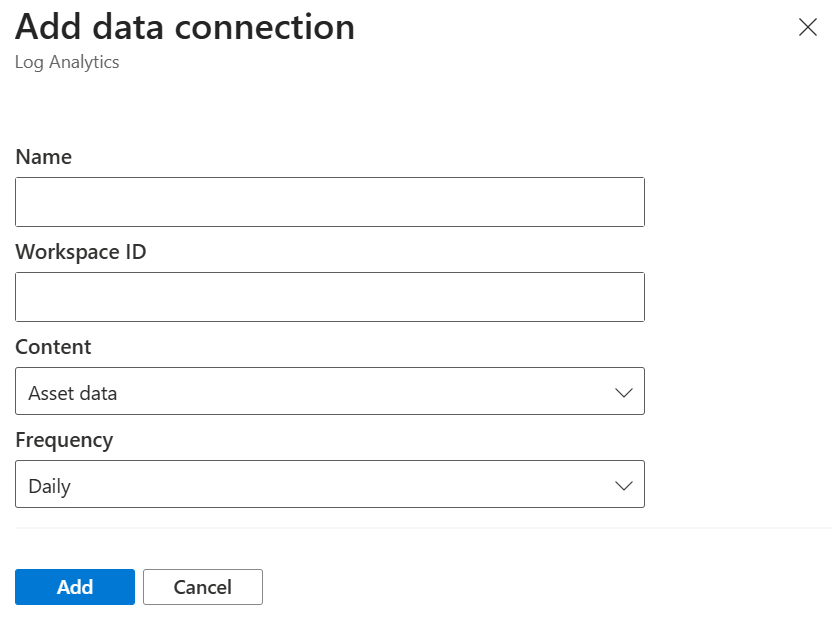 Add data connection
Log Analytics
Name
Workspace ID
Content
Asset data
Frequency
Daily
Add
Cancel